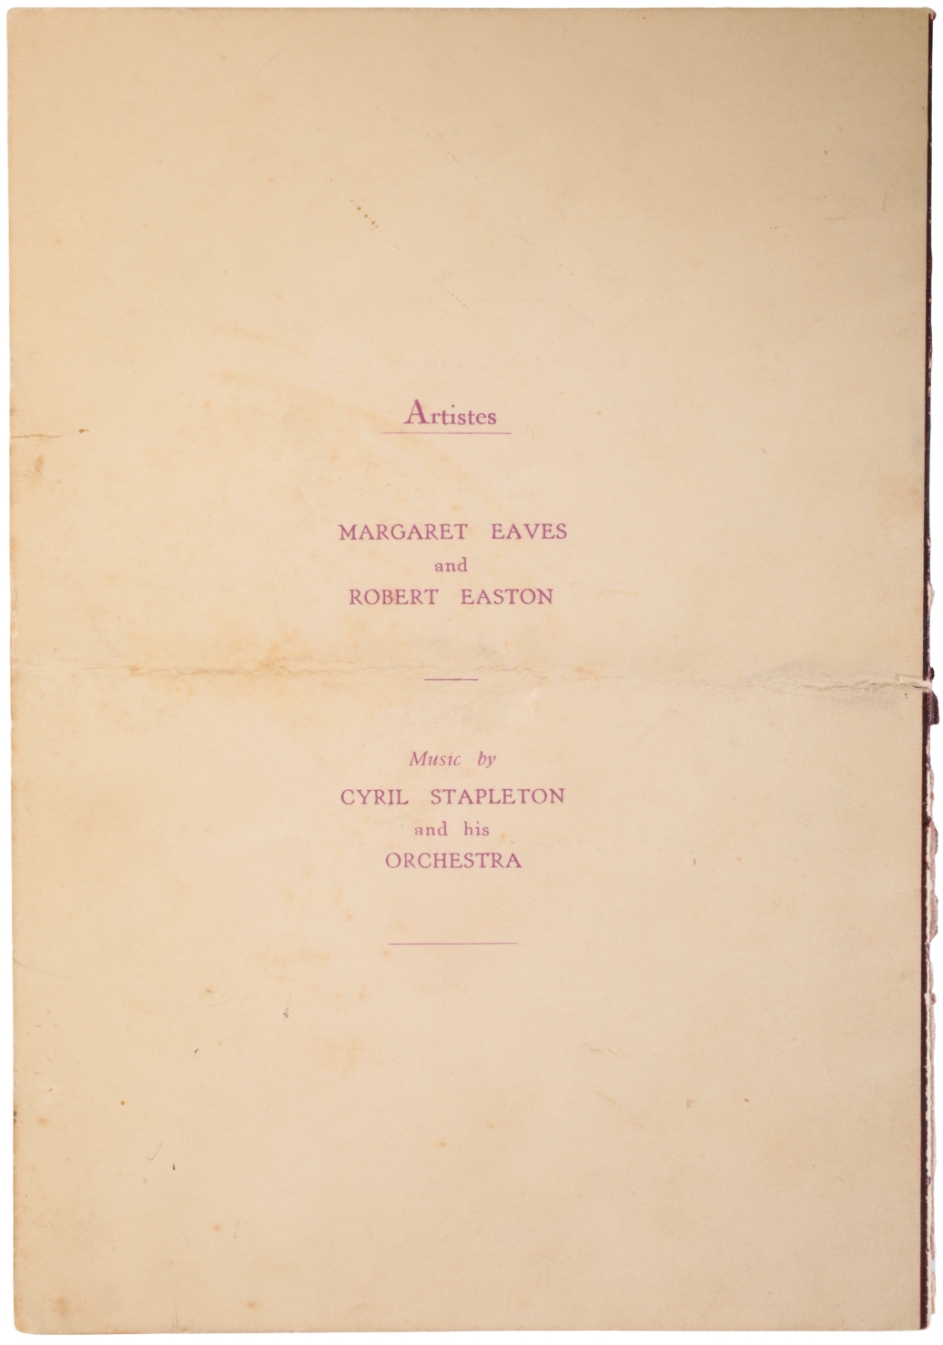 Artistes
MARGARET EAVES
and
ROBERT EASTON
Music by
CYRIL STAPLETON
and his
ORCHESTRA